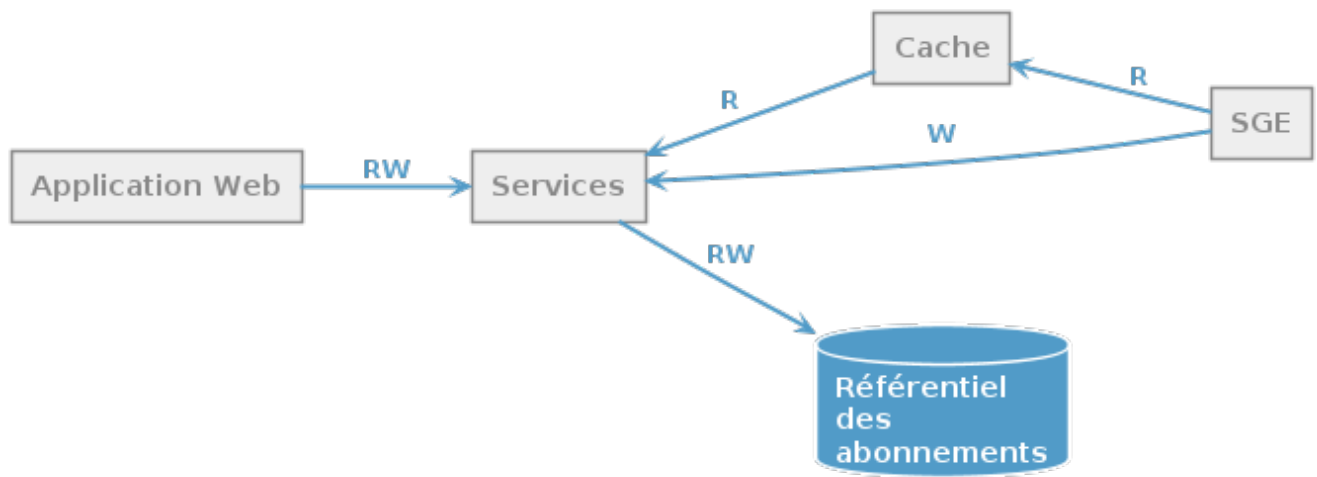 Cache
R
R
SGE
W
Application Web
RW
Services
RW
Référentiel
des
abonnements